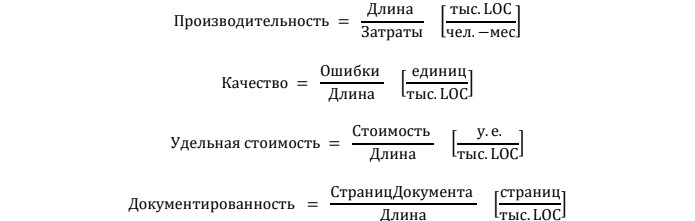 Производительность = Длина / Затраты [тыс. LOC / чел. −мес]
Качество = Ошибки / Длина [единиц / тыс. LOC]
Удельная стоимость = Стоимость / Длина [у. е. / тыс. LOC]
Документированность = СтраницДокумента / Длина [страниц / тыс. LOC]